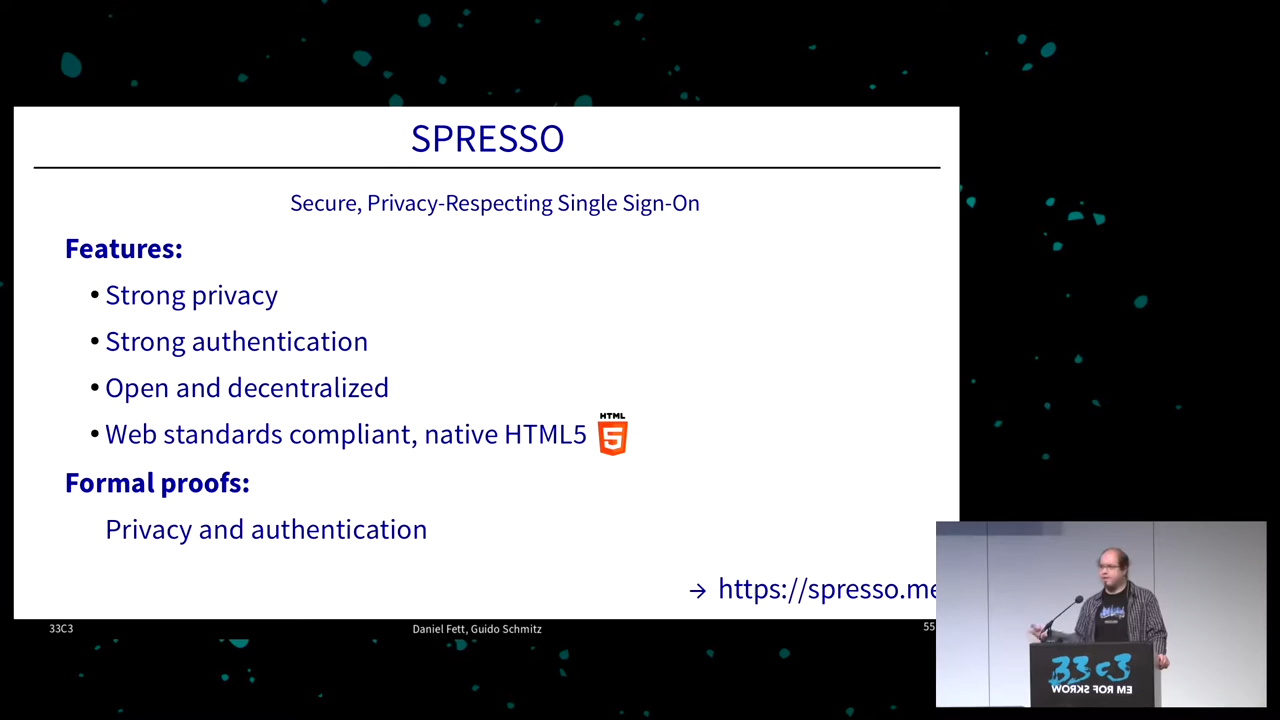 SPRESSO
Secure, Privacy-Respecting Single Sign-On
Features:
• Strong privacy
• Strong authentication
• Open and decentralized
• Web standards compliant, native HTML5
HTML
5
Formal proofs:
Privacy and authentication
→ https://spresso.me
33C3
Daniel Fett, Guido Schmitz
55
33c3
WORKS FOR ME